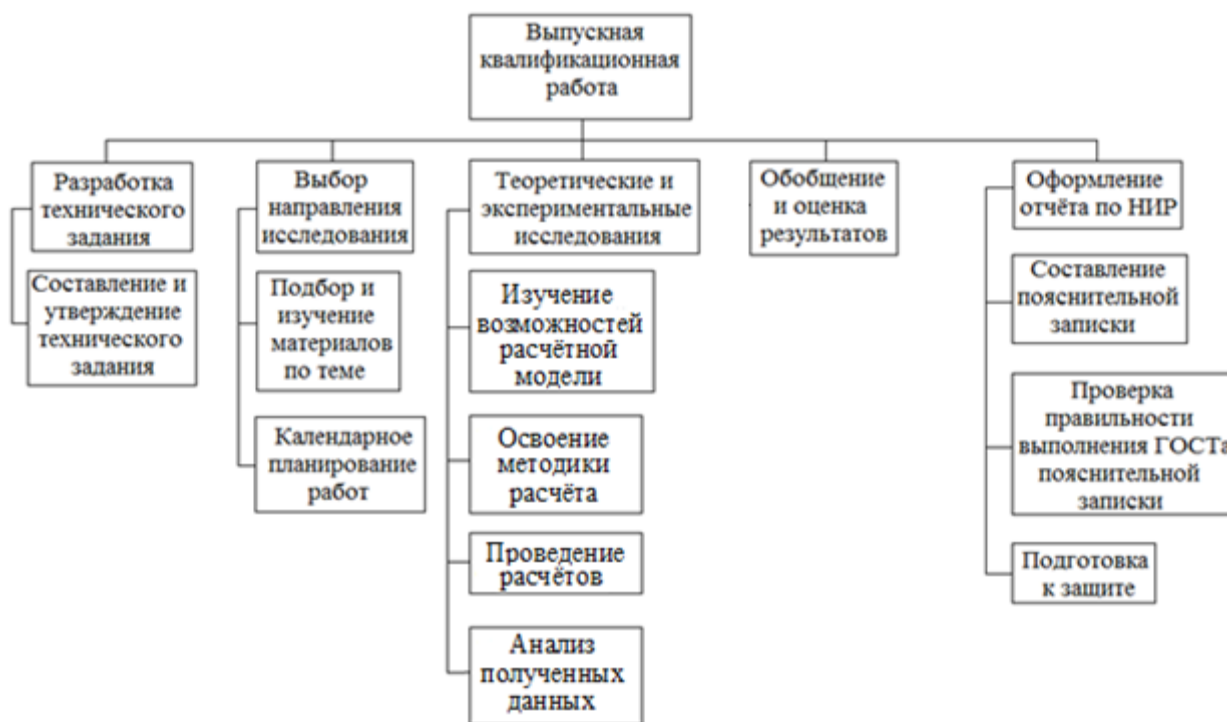 Выпускная
квалификационная
работа
Разработка
технического
задания
Составление и
утверждение
технического
задания
Выбор
направления
исследования
Подбор и
изучение
материалов
по теме
Календарное
планирование
работ
Теоретические и
экспериментальные
исследования
Изучение
возможностей
расчётной
модели
Освоение
методики
расчёта
Проведение
расчётов
Анализ
полученных
данных
Обобщение
и оценка
результатов
Оформление
отчёта по НИР
Составление
пояснительной
записки
Проверка
правильности
выполнения ГОСТа
пояснительной
записки
Подготовка
к защите